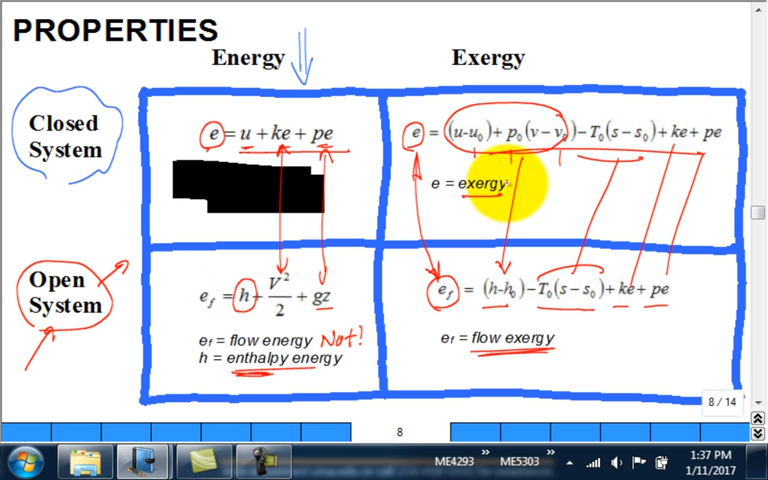 PROPERTIES
Energy
Exergy
Closed
System
e = u + ke + pe
e = (u-u₀) + p₀(v - v₀) - T₀(s - s₀) + ke + pe
e = exergy
Open
System
e_f = h + V²/2 + gz
e_f = (h-h₀) - T₀(s - s₀) + ke + pe
ef = flow energy Not!
h = enthalpy energy
ef = flow exergy
8 / 14
8
ME4293 »
ME5303 »
1:37 PM
1/11/2017